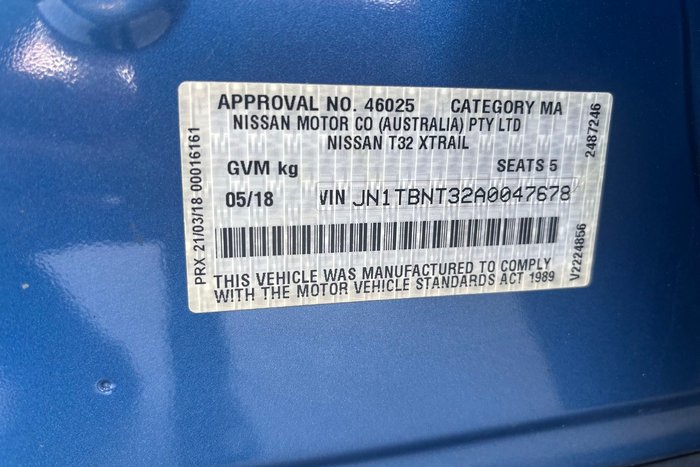 APPROVAL NO. 46025 CATEGORY MA
NISSAN MOTOR CO (AUSTRALIA) PTY LTD
NISSAN T32 XTRAIL
GVM kg SEATS 5
05/18 VIN JN1TBNT32A0047678
THIS VEHICLE WAS MANUFACTURED TO COMPLY
WITH THE MOTOR VEHICLE STANDARDS ACT 1989
PRX 21/03/18 00016161
2487246
V2224856